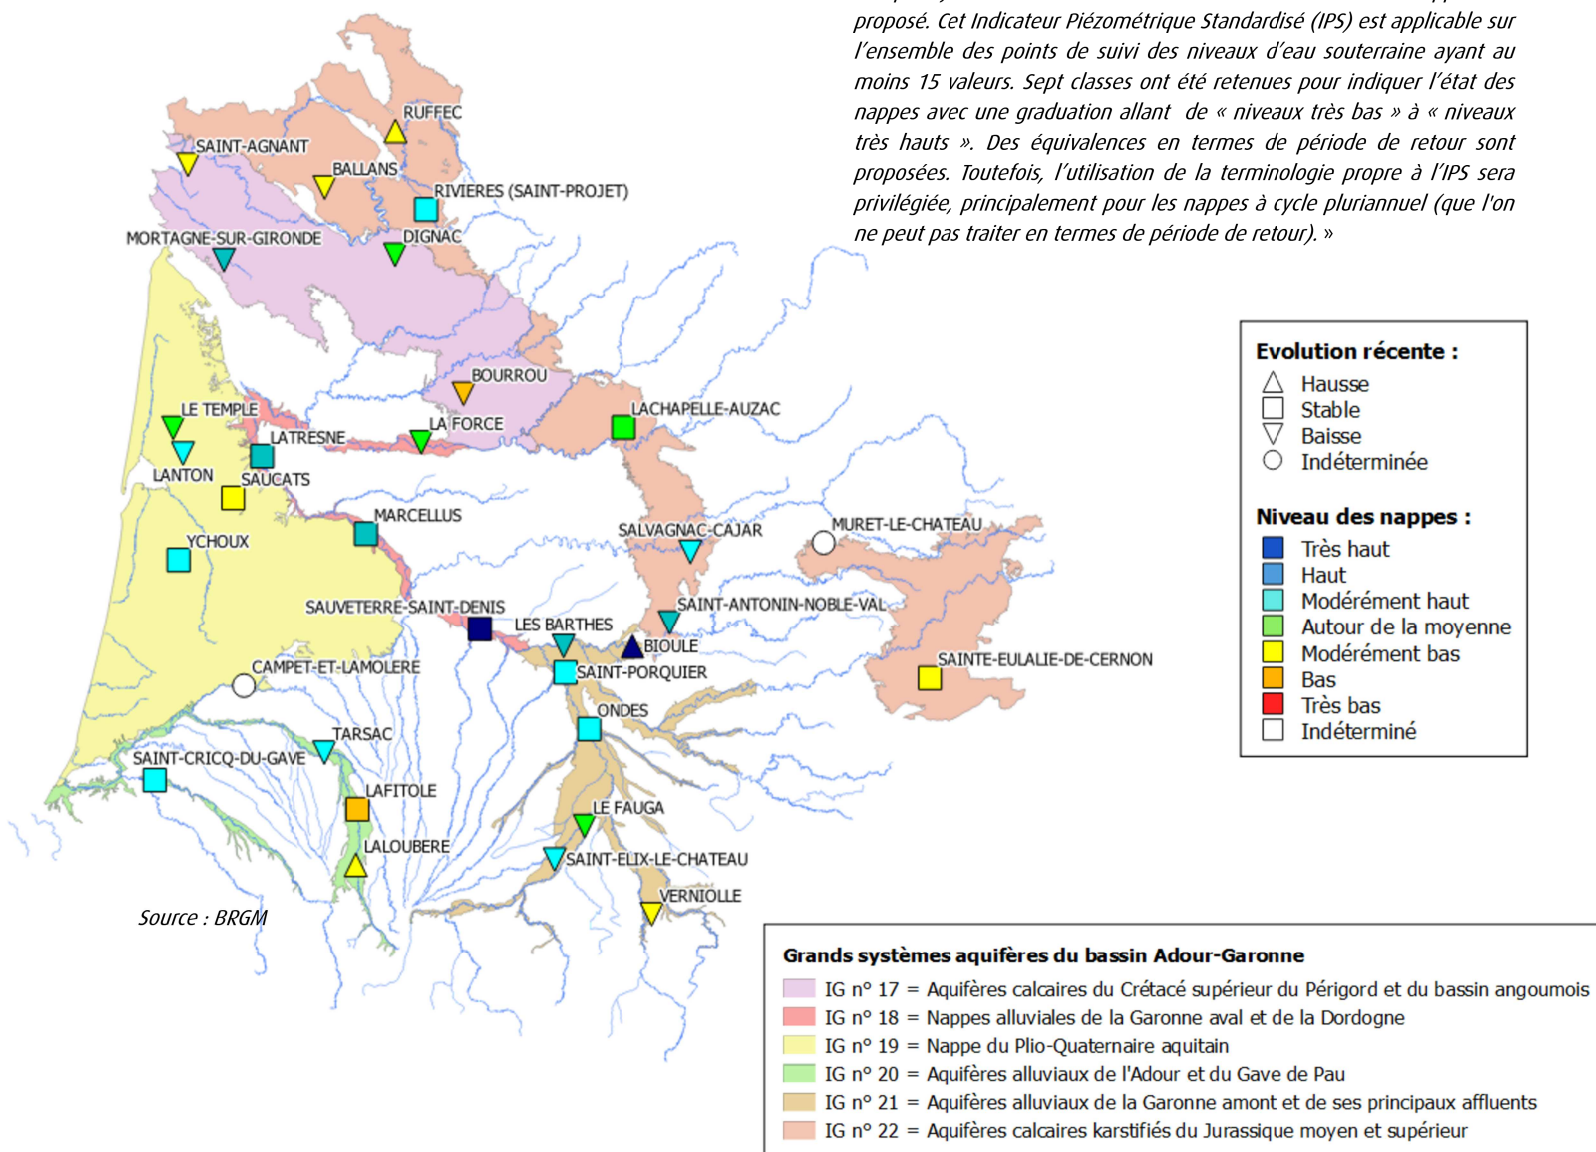 proposé. Cet Indicateur Piézométrique Standardisé (IPS) est applicable sur
l'ensemble des points de suivi des niveaux d'eau souterraine ayant au
moins 15 valeurs. Sept classes ont été retenues pour indiquer l'état des
nappes avec une graduation allant de « niveaux très bas » à « niveaux
très hauts ». Des équivalences en termes de période de retour sont
proposées. Toutefois, l'utilisation de la terminologie propre à l'IPS sera
privilégiée, principalement pour les nappes à cycle pluriannuel (que l'on
ne peut pas traiter en termes de période de retour). »
RUFFEC
SAINT-AGNANT
BALLANS
RIVIERES (SAINT-PROJET)
MORTAGNE-SUR-GIRONDE
DIGNAC
BOURROU
LE TEMPLE
LA FORCE
LACHAPELLE-AUZAC
LATRESNE
LANTON
SAUCATS
MARCELLUS
SALVAGNAC-CAJAR
MURET-LE-CHATEAU
YCHOUX
SAUVETERRE-SAINT-DENIS
LES BARTHES
SAINT-ANTONIN-NOBLE-VAL
BIOULE
SAINT-PORQUIER
CAMPET-ET-LAMOLERE
SAINTE-EULALIE-DE-CERNON
ONDES
TARSAC
SAINT-CRICQ-DU-GAVE
LAFITOLE
LE FAUGA
LALOUBERE
SAINT-ELIX-LE-CHATEAU
VERNIOLLE
Source : BRGM
Evolution récente :
Hausse
Stable
Baisse
Indéterminée
Niveau des nappes :
Très haut
Haut
Modérément haut
Autour de la moyenne
Modérément bas
Bas
Très bas
Indéterminé
Grands systèmes aquifères du bassin Adour-Garonne
IG n° 17 = Aquifères calcaires du Crétacé supérieur du Périgord et du bassin angoumois
IG n° 18 = Nappes alluviales de la Garonne aval et de la Dordogne
IG n° 19 = Nappe du Plio-Quaternaire aquitain
IG n° 20 = Aquifères alluviaux de l'Adour et du Gave de Pau
IG n° 21 = Aquifères alluviaux de la Garonne amont et de ses principaux affluents
IG n° 22 = Aquifères calcaires karstifiés du Jurassique moyen et supérieur